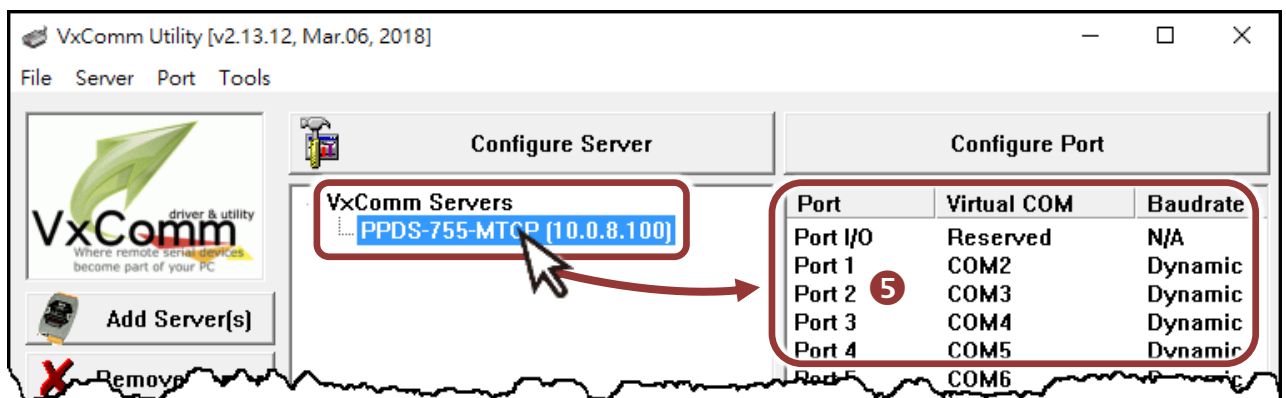 VxComm Utility [v2.13.12, Mar.06, 2018]
File Server Port Tools
VxComm
driver & utility
Where remote serial devices
become part of your PC
Add Server(s)
Remove
Configure Server
VxComm Servers
PPDS-755-MTCP (10.0.8.100)
Configure Port
Port Virtual COM Baudrate
Port I/O Reserved N/A
Port 1 COM2 Dynamic
Port 2 COM3 Dynamic
5
Port 3 COM4 Dynamic
Port 4 COM5 Dynamic
Port 5 COM6